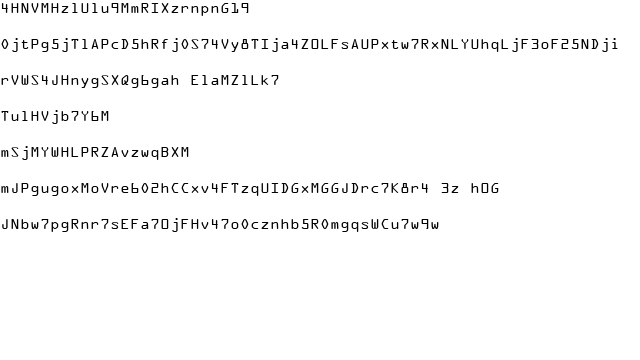 4HNVMHzlUlu9MmRIXzrnpnG19
0jtPg5jTlAPcD5hRfj0S74Vy8TIja4ZOLFsAUPxtw7RxNLYUhqLjF3oF25NDji
rVWS4JHnygSXQg6gah ElaMZlLk7
TulHVjb7Y6M
mSjMYWHLPRZAvzwqBXM
mJPgugoxMoVre602hCCxv4FTzqUIDGxMGGJDrc7K8r4 3z hOG
JNbw7pgRnr7sEFa7OjFHv47o0cznhb5R0mgqsWCu7w9w